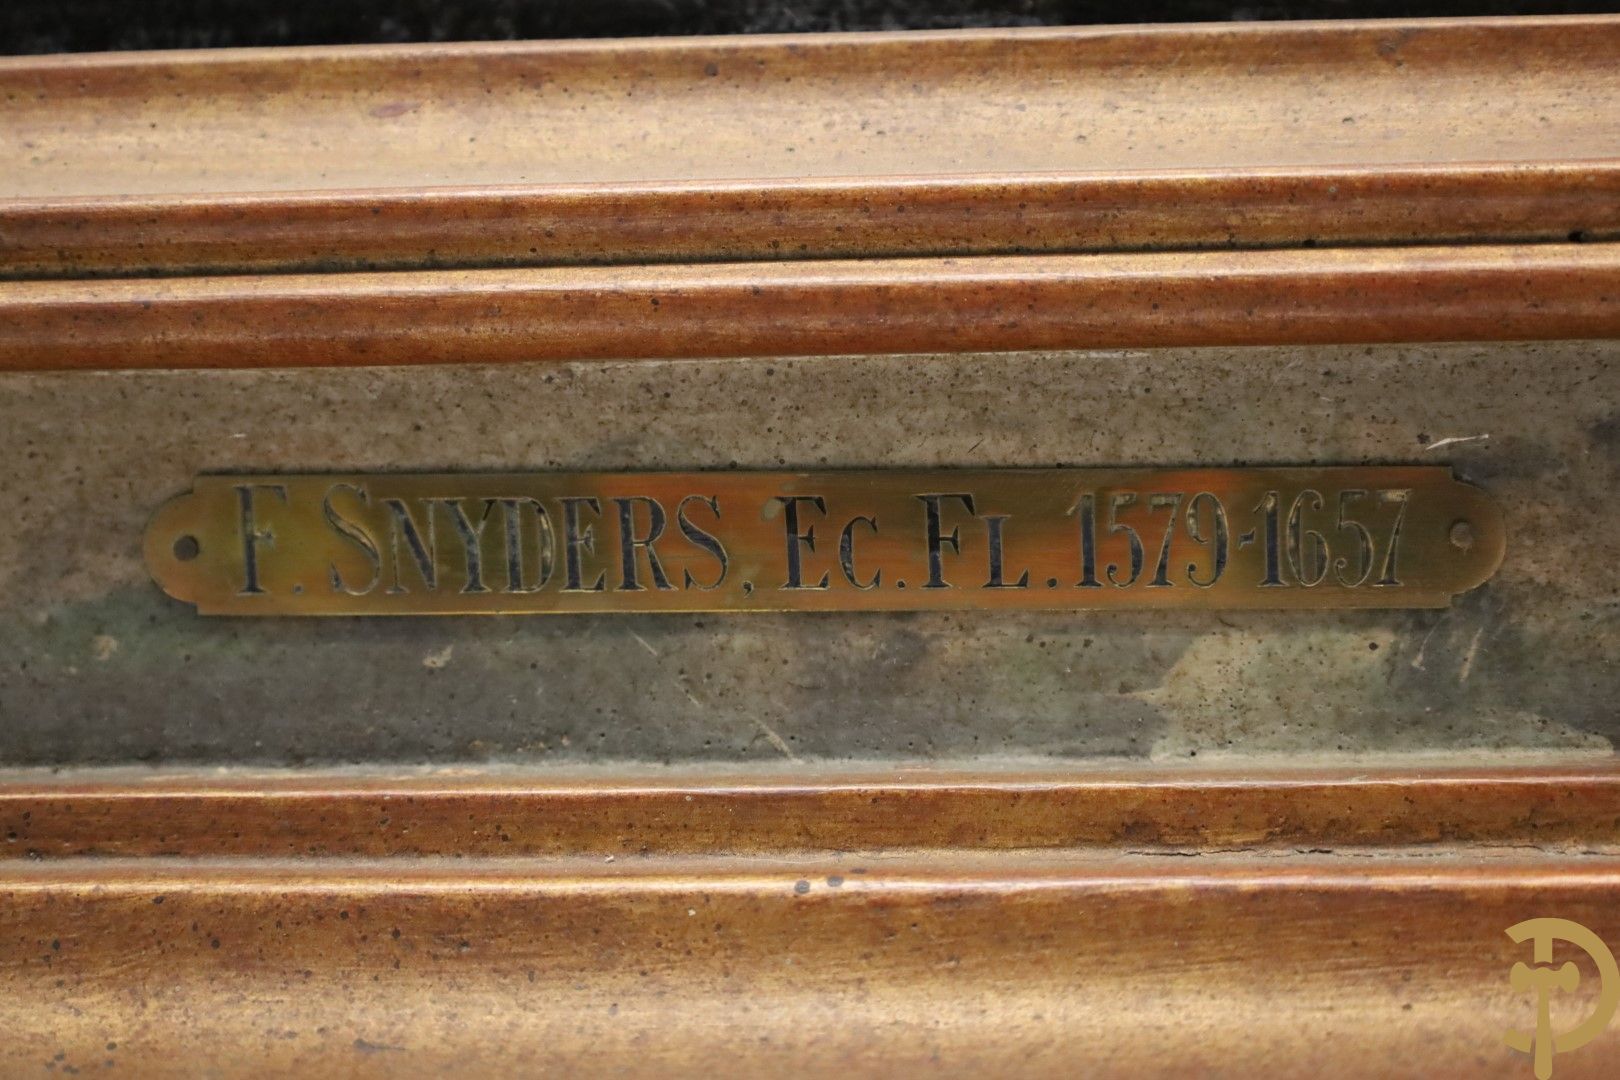 F. SNYDERS, EC. FL. 1579-1657